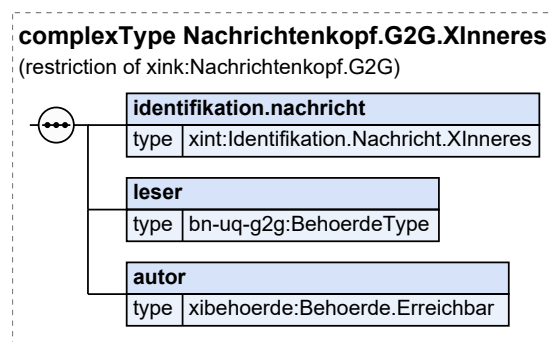 complexType Nachrichtenkopf.G2G.XInneres
(restriction of xink:Nachrichtenkopf.G2G)
identifikation.nachricht
type xint:Identifikation.Nachricht.XInneres
leser
type bn-uq-g2g:BehoerdeType
autor
type xibehoerde:Behoerde.Erreichbar